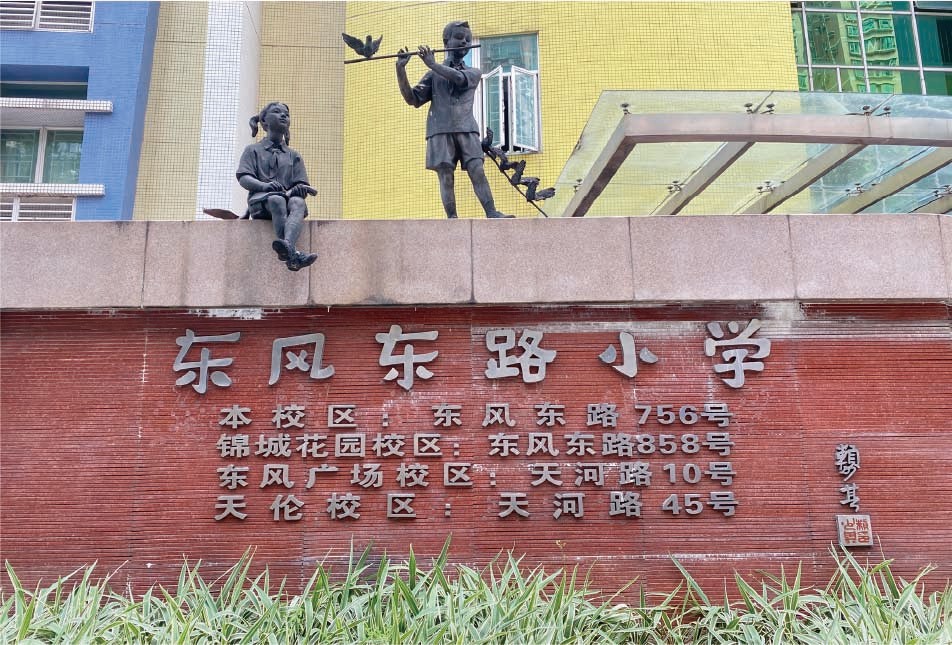 东风东路小学
本校区：东风东路756号
锦城花园校区：东风东路858号
东风广场校区：天河路10号
天伦校区：天河路45号